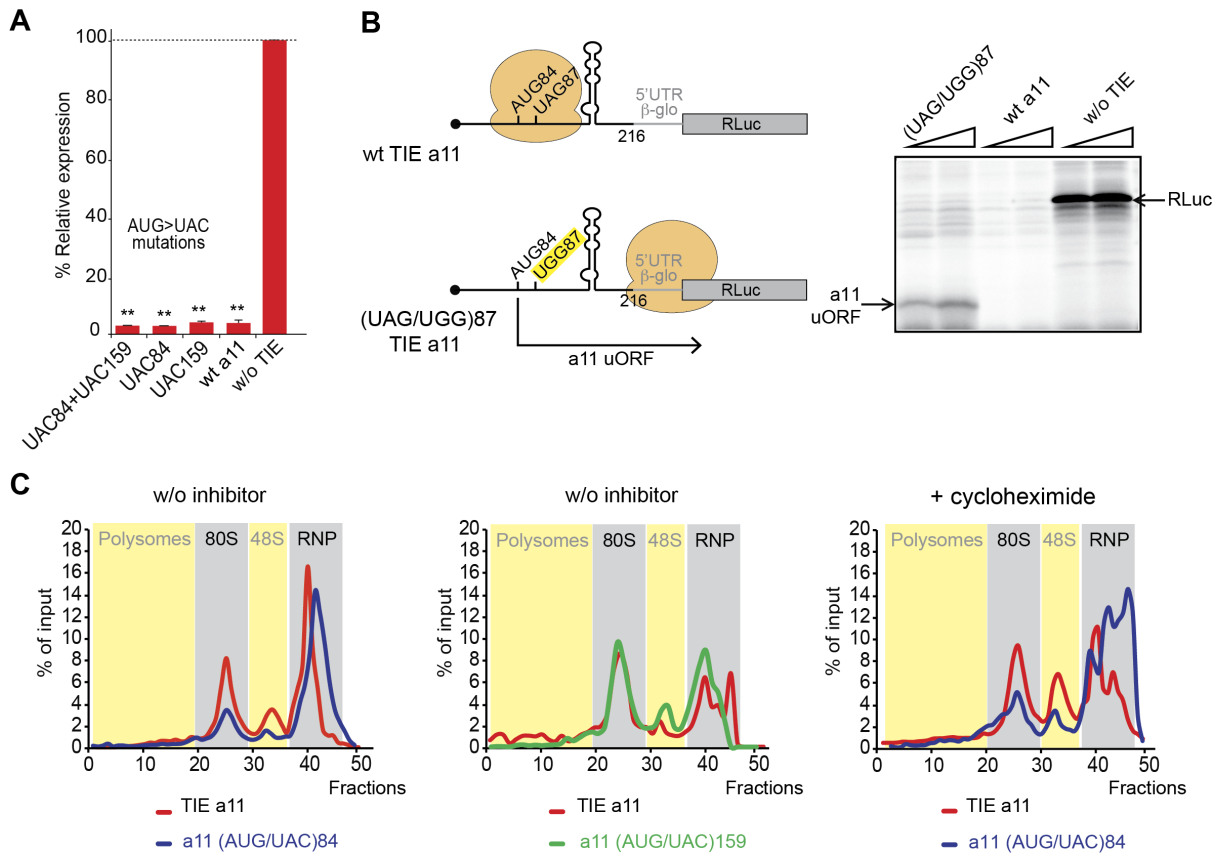 A
% Relative expression
100
80
60
40
20
0
AUG>UAC
mutations
**
**
**
**
UAC84+UAC159
UAC84
UAC159
wt a11
w/o TIE
B
AUG84
UAG87
5'UTR
β-glo
216
RLuc
wt TIE a11
AUG84
UGG87
5'UTR
β-glo
216
RLuc
(UAG/UGG)87
TIE a11
a11 uORF
(UAG/UGG)87
wt a11
w/o TIE
RLuc
a11
uORF
C
w/o inhibitor
Polysomes 80S 48S RNP
% of input
20
18
16
14
12
10
8
6
4
2
0
0 10 20 30 40 50
Fractions
TIE a11
a11 (AUG/UAC)84
w/o inhibitor
Polysomes 80S 48S RNP
% of input
20
18
16
14
12
10
8
6
4
2
0
0 10 20 30 40 50
Fractions
TIE a11
a11 (AUG/UAC)159
+ cycloheximide
Polysomes 80S 48S RNP
% of input
20
18
16
14
12
10
8
6
4
2
0
0 10 20 30 40 50
Fractions
TIE a11
a11 (AUG/UAC)84